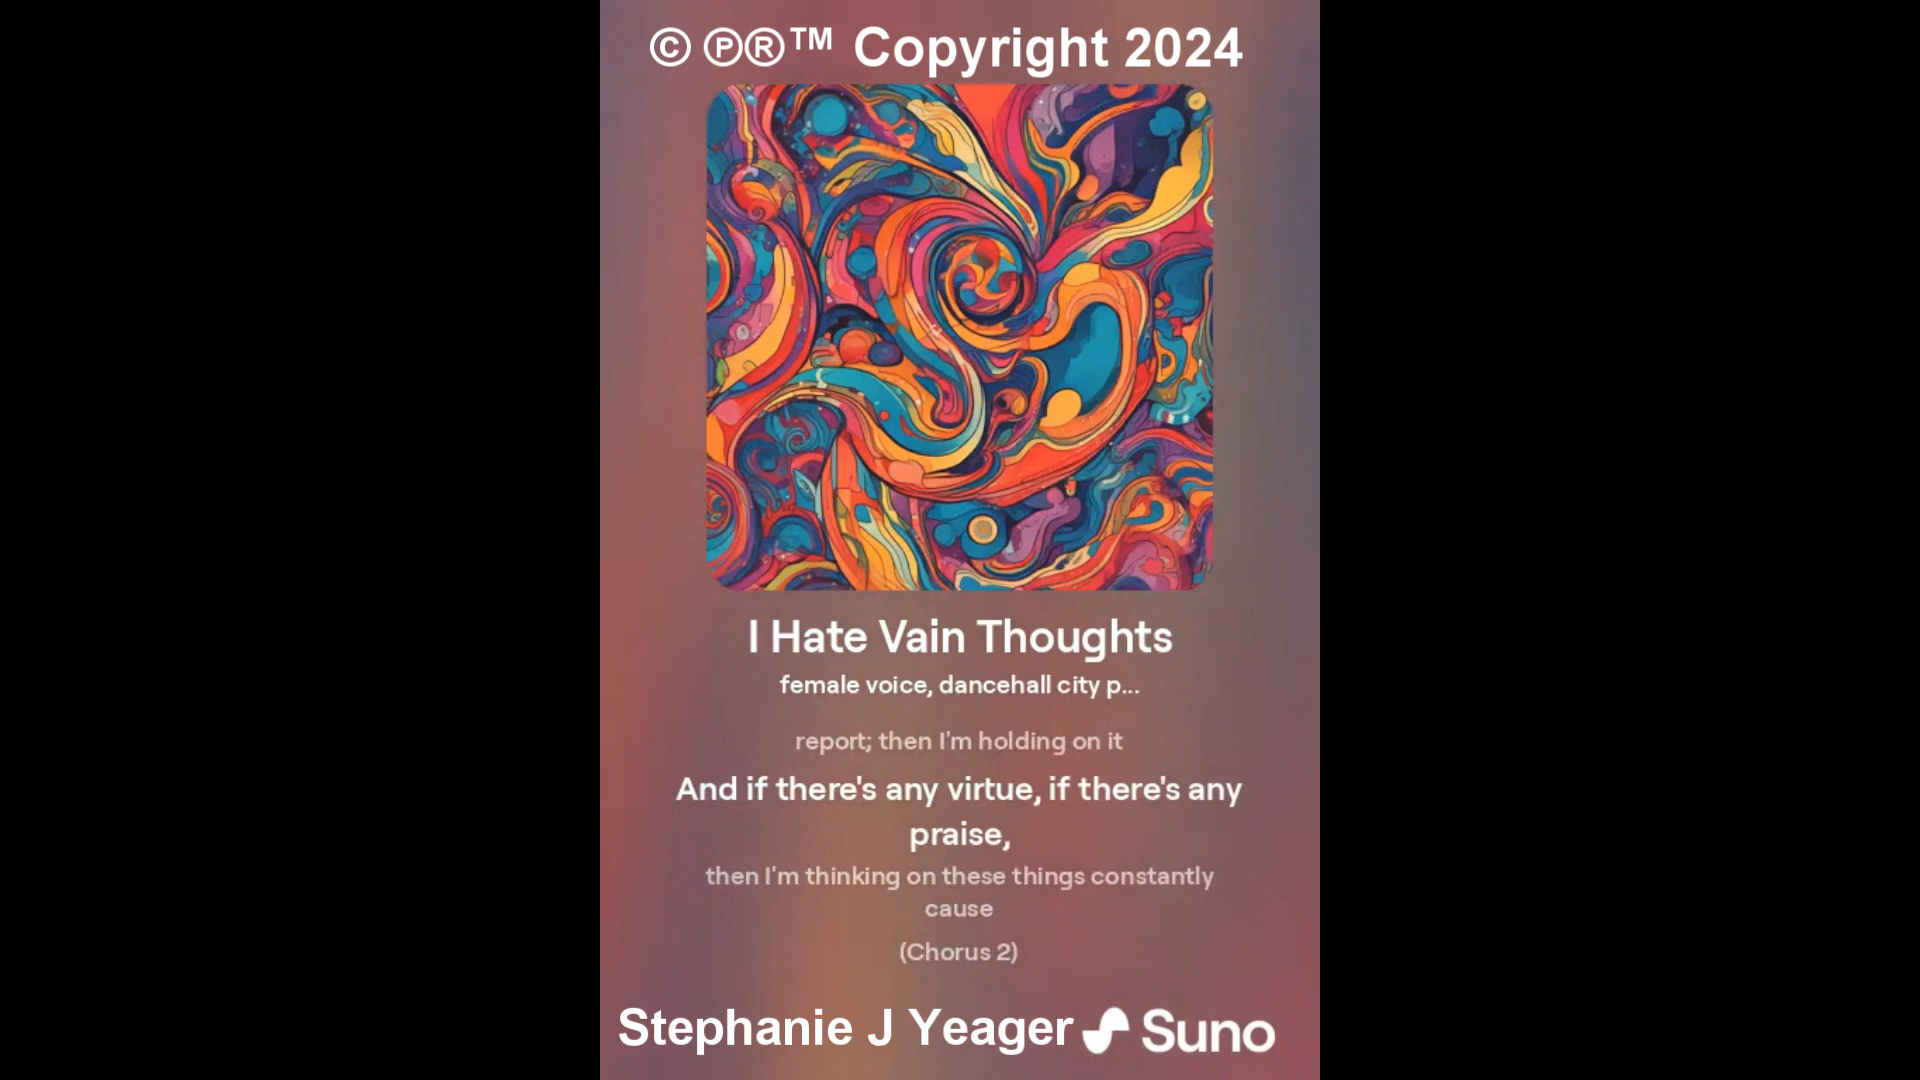 © ℗®™ Copyright 2024
I Hate Vain Thoughts
female voice, dancehall city p...
report; then I'm holding on it
And if there's any virtue, if there's any
praise,
then I'm thinking on these things constantly
cause
(Chorus 2)
Stephanie J Yeager Suno